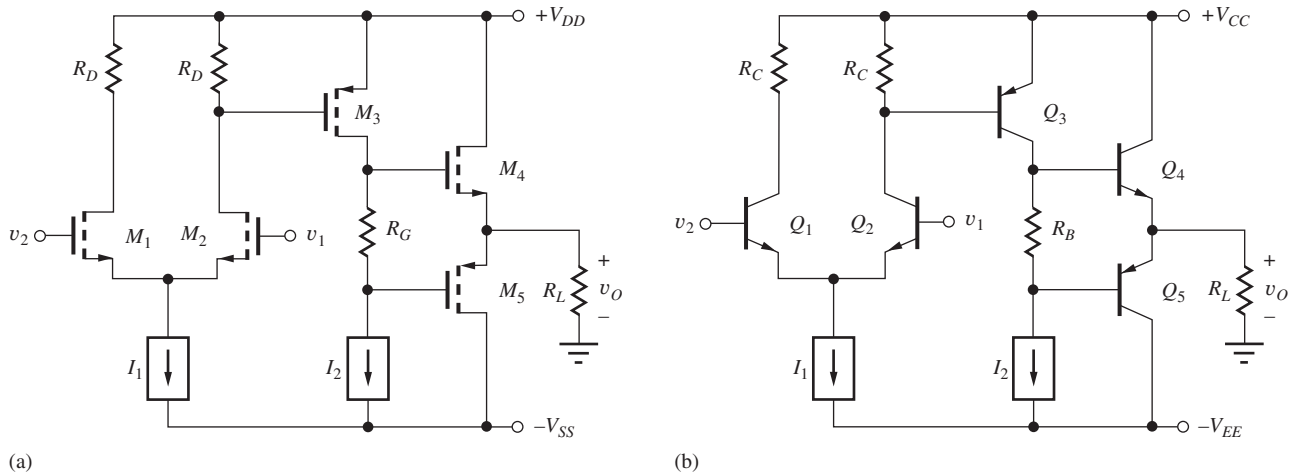 +V_DD
R_D
R_D
M_3
M_4
v_2
M_1
M_2
v_1
R_G
M_5
R_L
+
v_O
–
I_1
I_2
–V_SS
(a)
+V_CC
R_C
R_C
Q_3
Q_4
v_2
Q_1
Q_2
v_1
R_B
Q_5
R_L
+
v_O
–
I_1
I_2
–V_EE
(b)